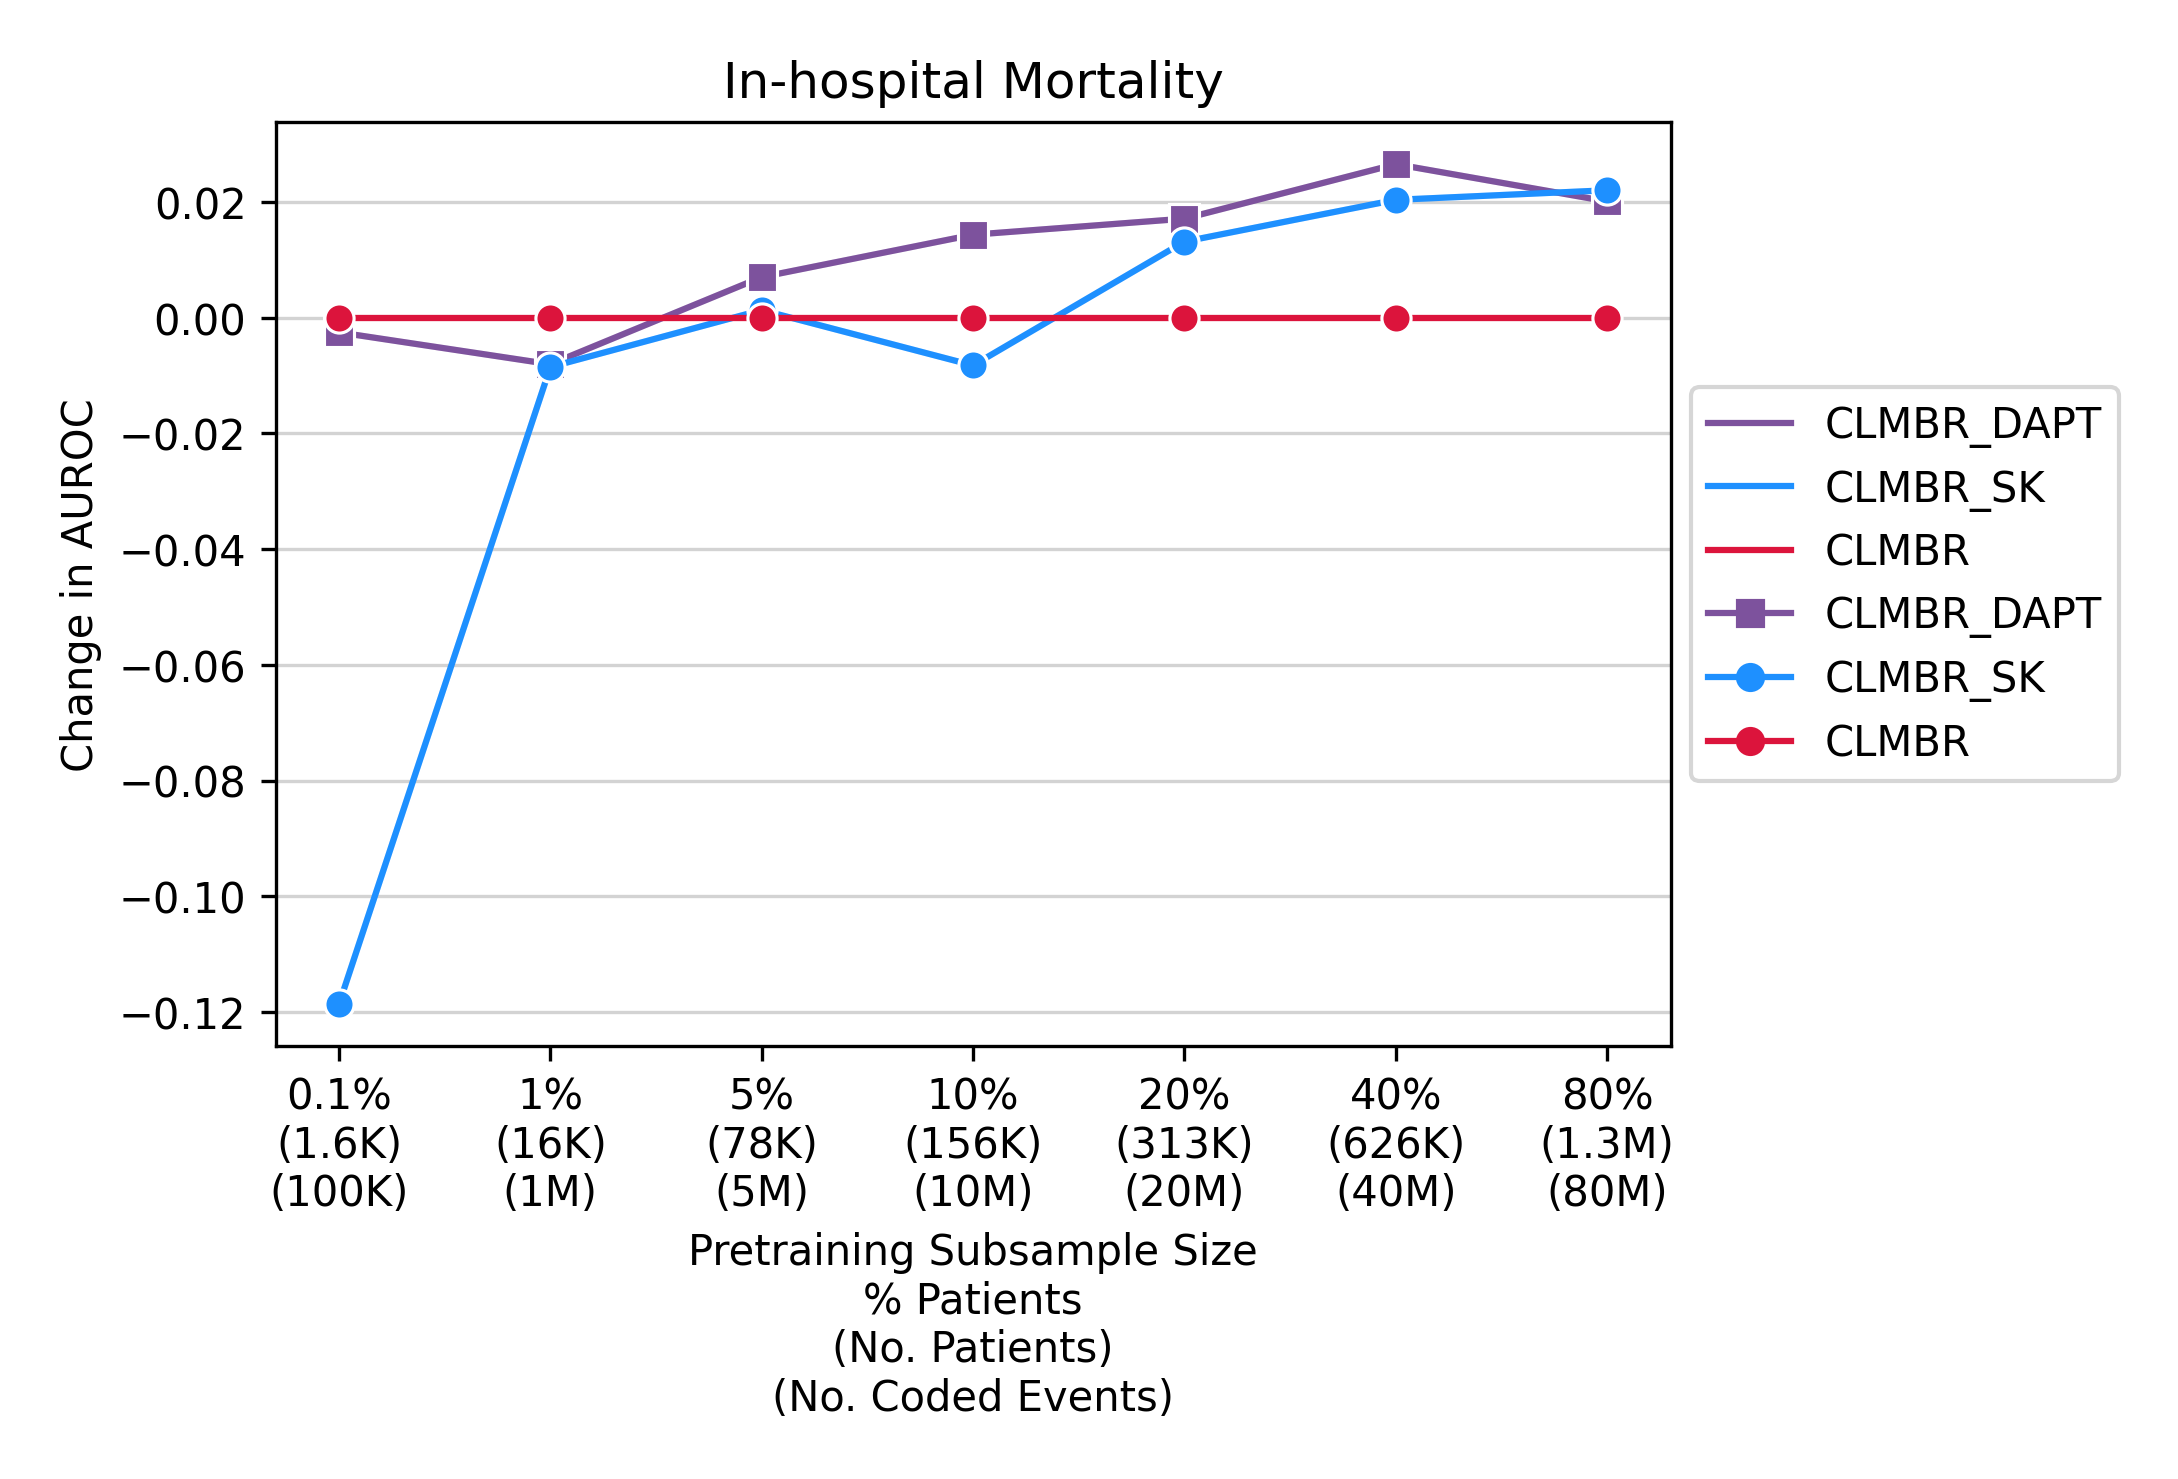 In-hospital Mortality
Change in AUROC
0.02
0.00
−0.02
−0.04
−0.06
−0.08
−0.10
−0.12
0.1% 1% 5% 10% 20% 40% 80%
(1.6K) (16K) (78K) (156K) (313K) (626K) (1.3M)
(100K) (1M) (5M) (10M) (20M) (40M) (80M)
Pretraining Subsample Size
% Patients
(No. Patients)
(No. Coded Events)
CLMBR_DAPT
CLMBR_SK
CLMBR
CLMBR_DAPT
CLMBR_SK
CLMBR